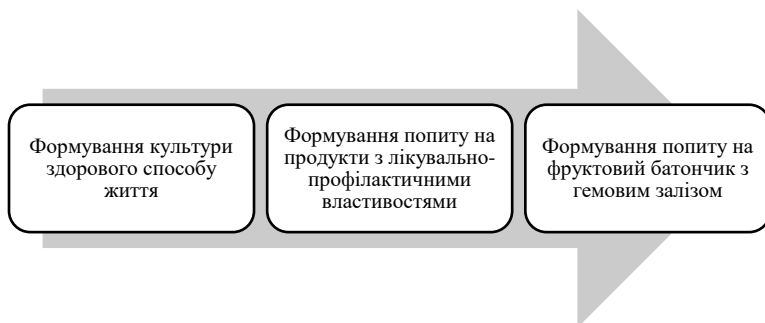 Формування культури
здорового способу
життя
Формування попиту на
продукти з лікувально-
профілактичними
властивостями
Формування попиту на
фруктовий батончик з
гемовим залізом